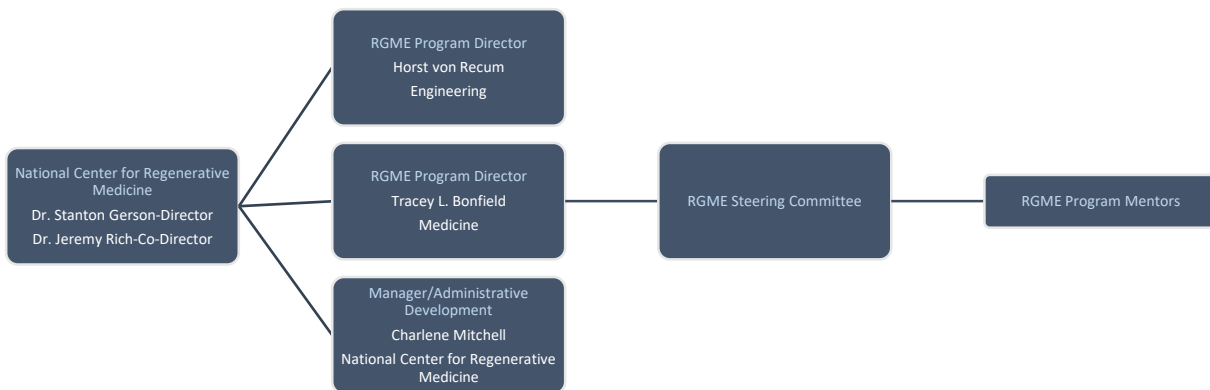 RGME Program Director
Horst von Recum
Engineering
National Center for Regenerative
Medicine
Dr. Stanton Gerson-Director
Dr. Jeremy Rich-Co-Director
RGME Program Director
Tracey L. Bonfield
Medicine
RGME Steering Committee
RGME Program Mentors
Manager/Administrative
Development
Charlene Mitchell
National Center for Regenerative
Medicine